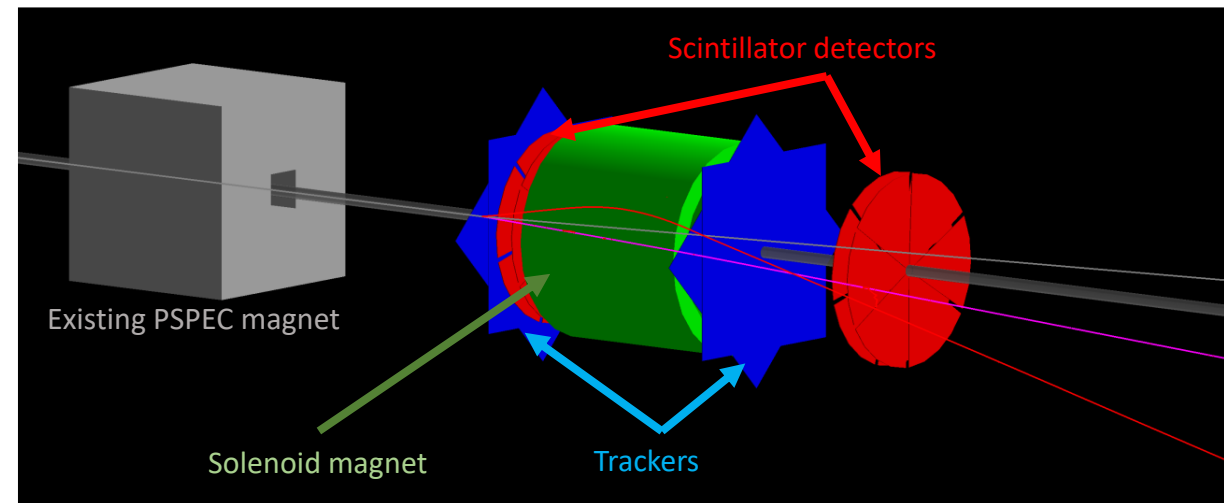 Scintillator detectors
Existing PSPEC magnet
Solenoid magnet
Trackers